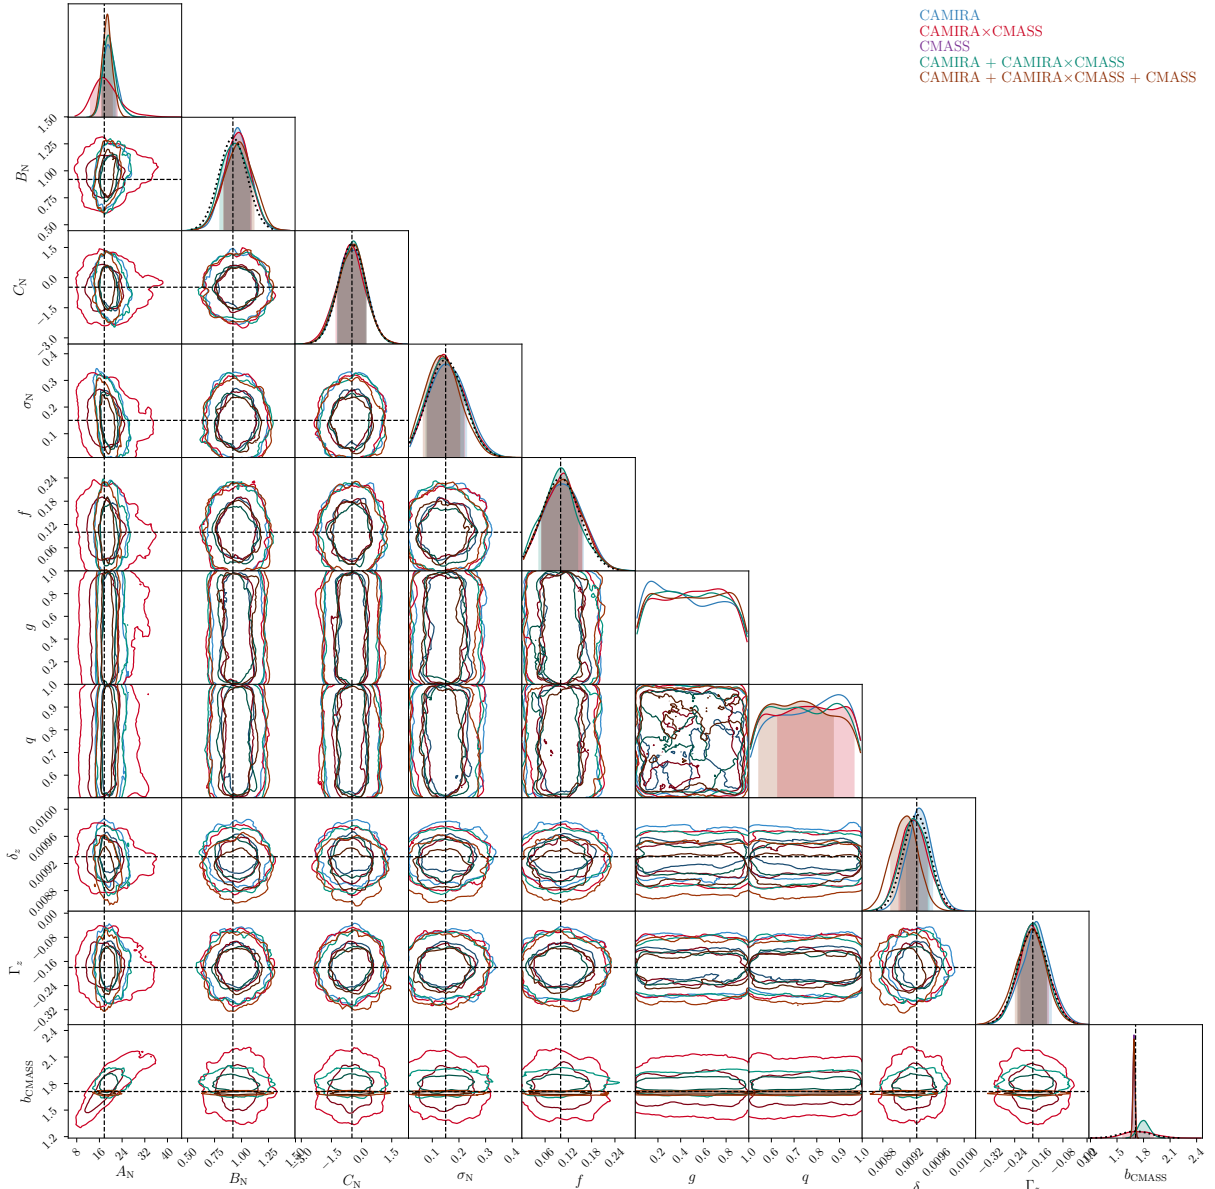 CAMIRA
CAMIRA×CMASS
CMASS
CAMIRA + CAMIRA×CMASS
CAMIRA + CAMIRA×CMASS + CMASS
1.50
1.25
1.00
0.75
0.50
B_N
1.5
0.0
−1.5
−3.0
C_N
0.4
0.3
0.2
0.1
σ_N
0.24
0.18
0.12
0.06
f
1.0
0.8
0.6
0.4
0.2
g
1.0
0.9
0.8
0.7
0.6
q
0.0100
0.0096
0.0092
0.0088
δ_z
0.00
−0.08
−0.16
−0.24
−0.32
Γ_z
2.4
2.1
1.8
1.5
1.2
b_CMASS
8 16 24 32 40
0.50 0.75 1.00 1.25
−1.5 0.0 1.5
0.1 0.2 0.3 0.4
0.06 0.12 0.18 0.24
0.2 0.4 0.6 0.8 1.0
0.6 0.7 0.8 0.9 1.0
0.0088 0.0092 0.0096 0.0100
−0.32 −0.24 −0.16 −0.08
1.5 1.8 2.1 2.4
A_N B_N C_N σ_N f g q b_CMASS